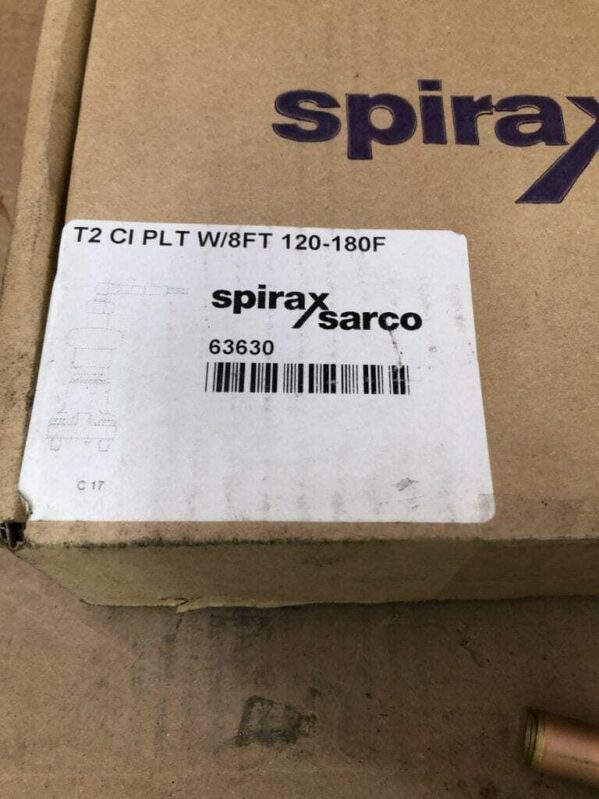 spirax
T2 CI PLT W/8FT 120-180F
spirax
sarco
63630
C 17